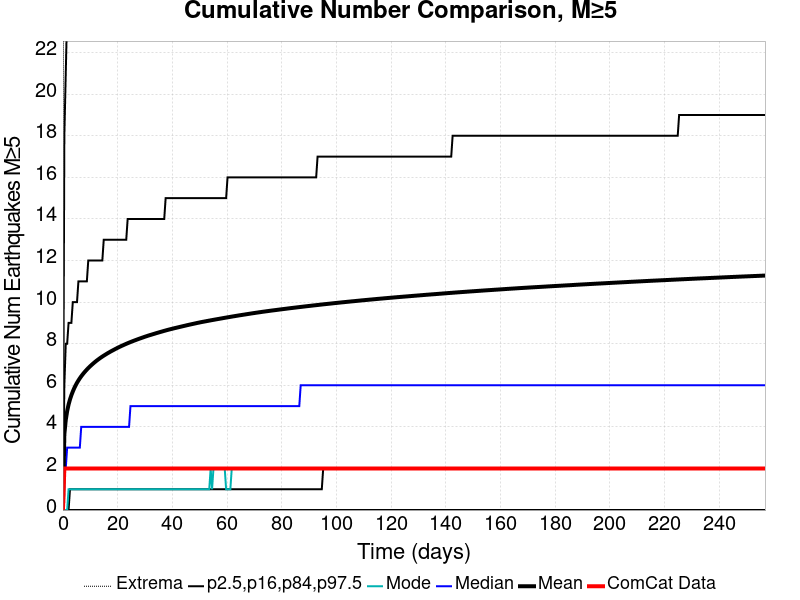 Cumulative Number Comparison, M≥5
Cumulative Num Earthquakes M≥5
22
20
18
16
14
12
10
8
6
4
2
0
0 20 40 60 80 100 120 140 160 180 200 220 240
Time (days)
Extrema p2.5,p16,p84,p97.5 Mode Median Mean ComCat Data